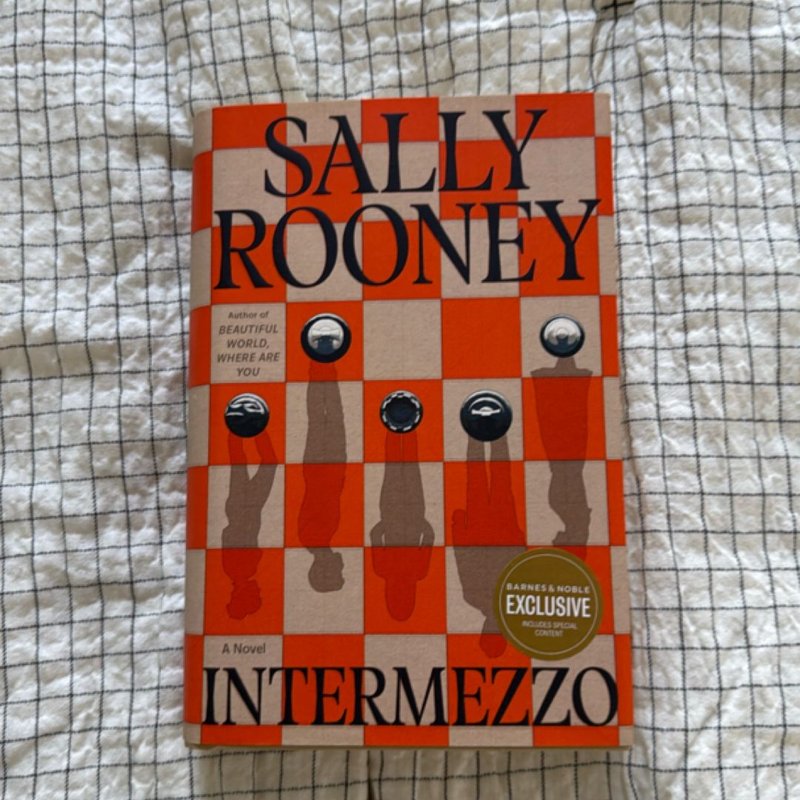 SALLY
ROONEY
Author of
BEAUTIFUL
WORLD,
WHERE ARE
YOU
BARNES & NOBLE
EXCLUSIVE
INCLUDES SPECIAL
CONTENT
A Novel
INTERMEZZO